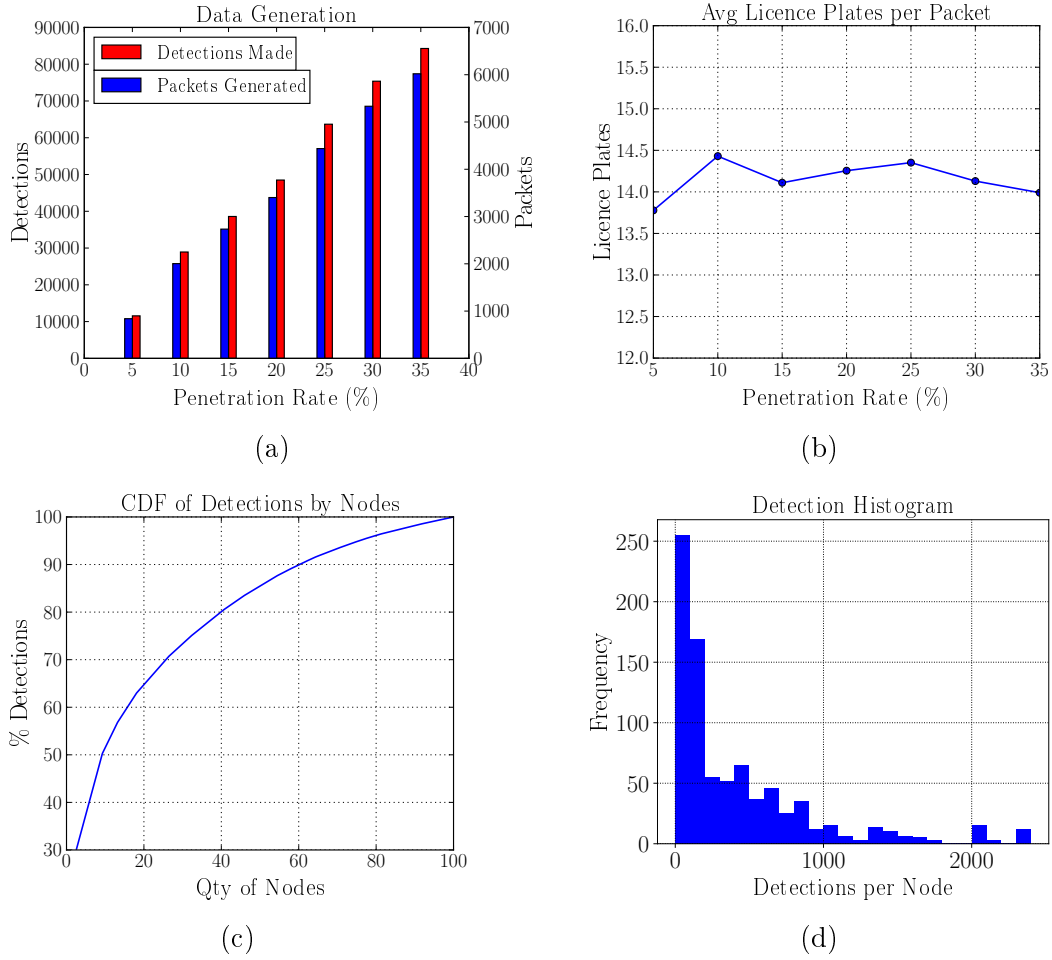 Data Generation
90000
80000
70000
60000
50000
40000
30000
20000
10000
0
Detections
Detections Made
Packets Generated
7000
6000
5000
4000
3000
2000
1000
0
Packets
0 5 10 15 20 25 30 35 40
Penetration Rate (%)
(a)
Avg Licence Plates per Packet
16.0
15.5
15.0
14.5
14.0
13.5
13.0
12.5
12.0
Licence Plates
5 10 15 20 25 30 35
Penetration Rate (%)
(b)
CDF of Detections by Nodes
100
90
80
70
60
50
40
30
% Detections
0 20 40 60 80 100
Qty of Nodes
(c)
Detection Histogram
250
200
150
100
50
0
Frequency
0 1000 2000
Detections per Node
(d)